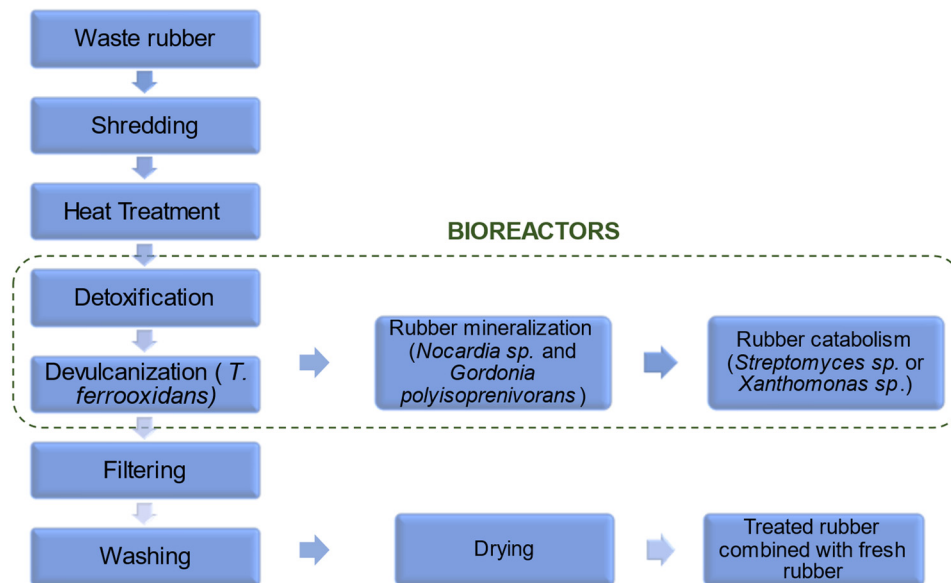 Waste rubber
Shredding
Heat Treatment
BIOREACTORS
Detoxification
Devulcanization ( T.
ferrooxidans)
Rubber mineralization
(Nocardia sp. and
Gordonia
polyisoprenivorans)
Rubber catabolism
(Streptomyces sp. or
Xanthomonas sp.)
Filtering
Washing
Drying
Treated rubber
combined with fresh
rubber